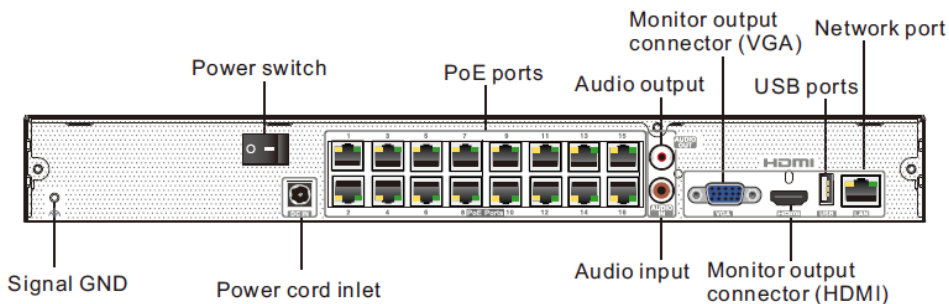 Monitor output
connector (VGA)
Network port
Power switch
PoE ports
Audio output
USB ports
1 3 5 7 9 11 13 15
AUDIO
OUT
HDMI
DC IN
2 4 6 8 PoE Ports 10 12 14 16
AUDIO
IN
VGA
HDMI
USB
LAN
Signal GND
Power cord inlet
Audio input
Monitor output
connector (HDMI)